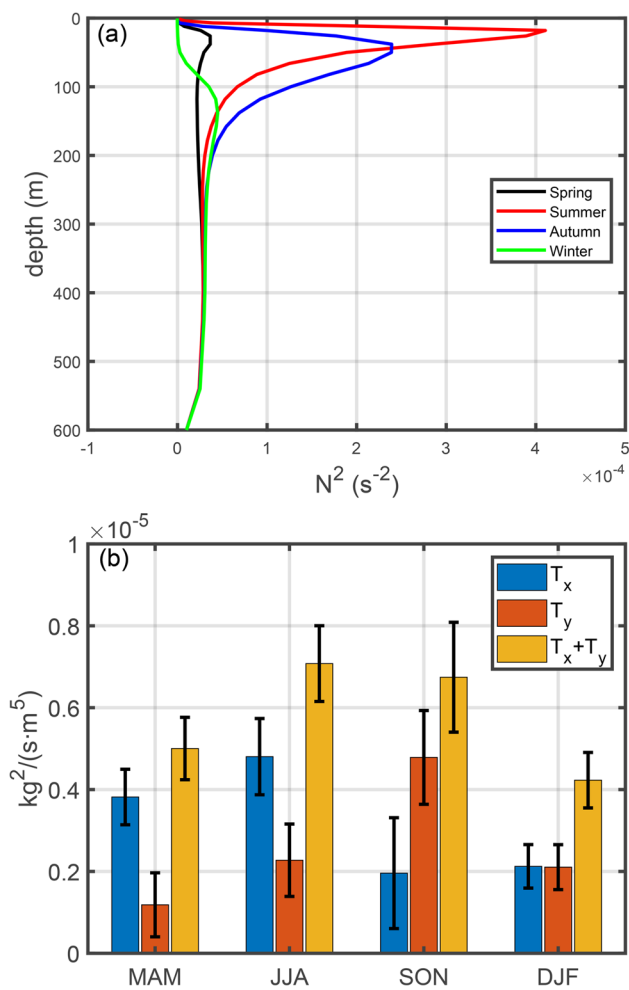 (a)
0
100
200
300
400
500
600
depth (m)
Spring
Summer
Autumn
Winter
-1
0
1
2
3
4
5
N² (s⁻²)
×10⁻⁴
×10⁻⁵
(b)
1
0.8
0.6
0.4
0.2
0
kg²/(s·m⁵)
Tₓ
T_y
Tₓ+T_y
MAM
JJA
SON
DJF